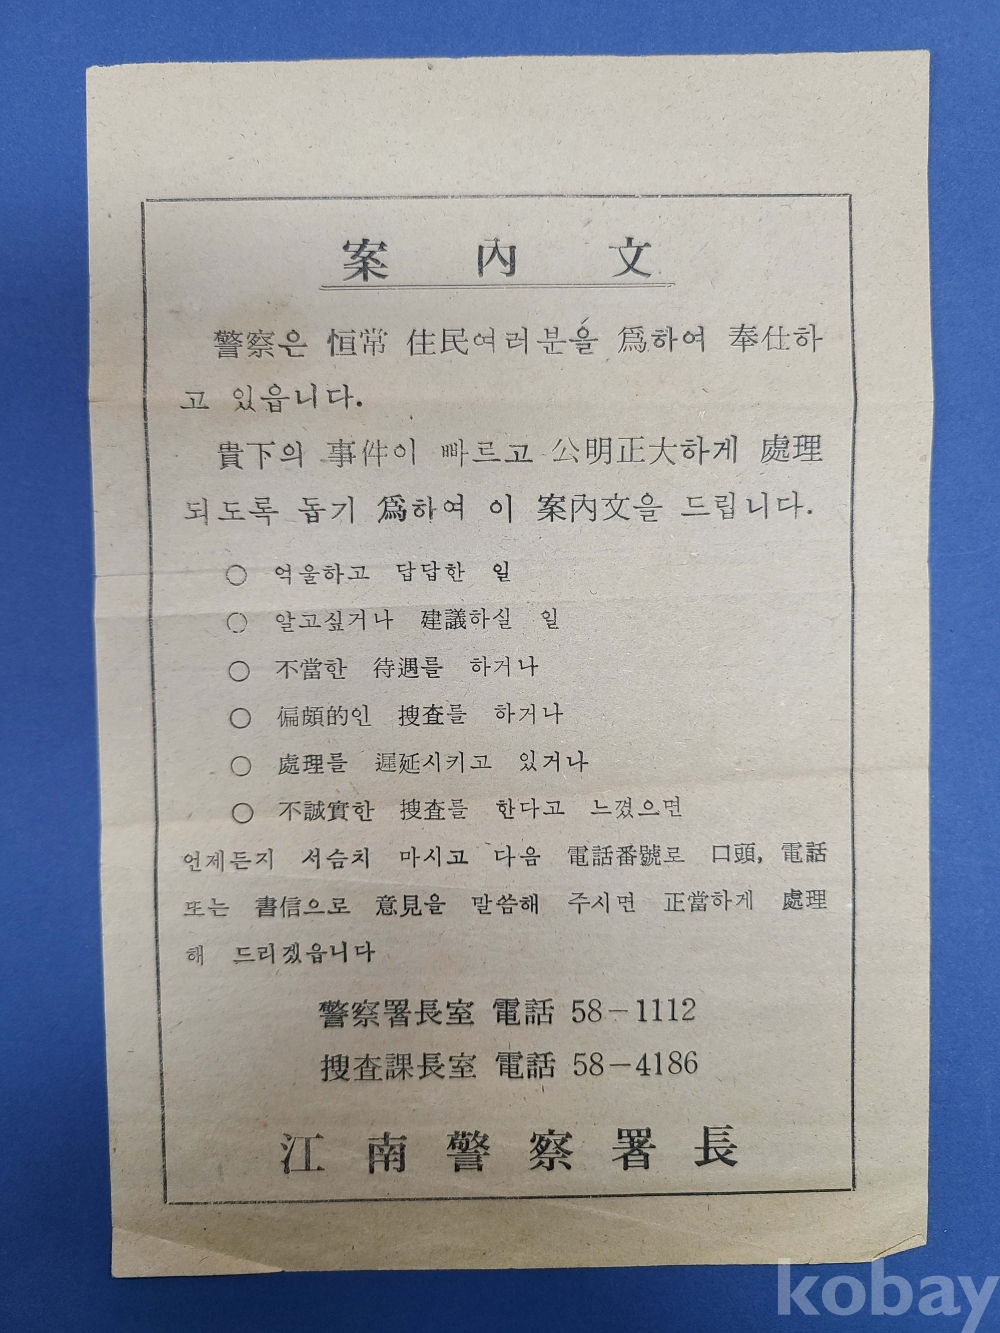 案內文
警察은 恒常 住民여러분을 爲하여 奉仕하
고 있읍니다.
貴下의 事件이 빠르고 公明正大하게 處理
되도록 돕기 爲하여 이 案內文을 드립니다.
○ 억울하고 답답한 일
○ 알고싶거나 建議하실 일
○ 不當한 待遇를 하거나
○ 偏頗的인 搜査를 하거나
○ 處理를 遲延시키고 있거나
○ 不誠實한 搜査를 한다고 느꼈으면
언제든지 서슴치 마시고 다음 電話番號로 口頭, 電話
또는 書信으로 意見을 말씀해 주시면 正當하게 處理
해 드리겠읍니다
警察署長室 電話 58-1112
搜査課長室 電話 58-4186
江南警察署長
kobay